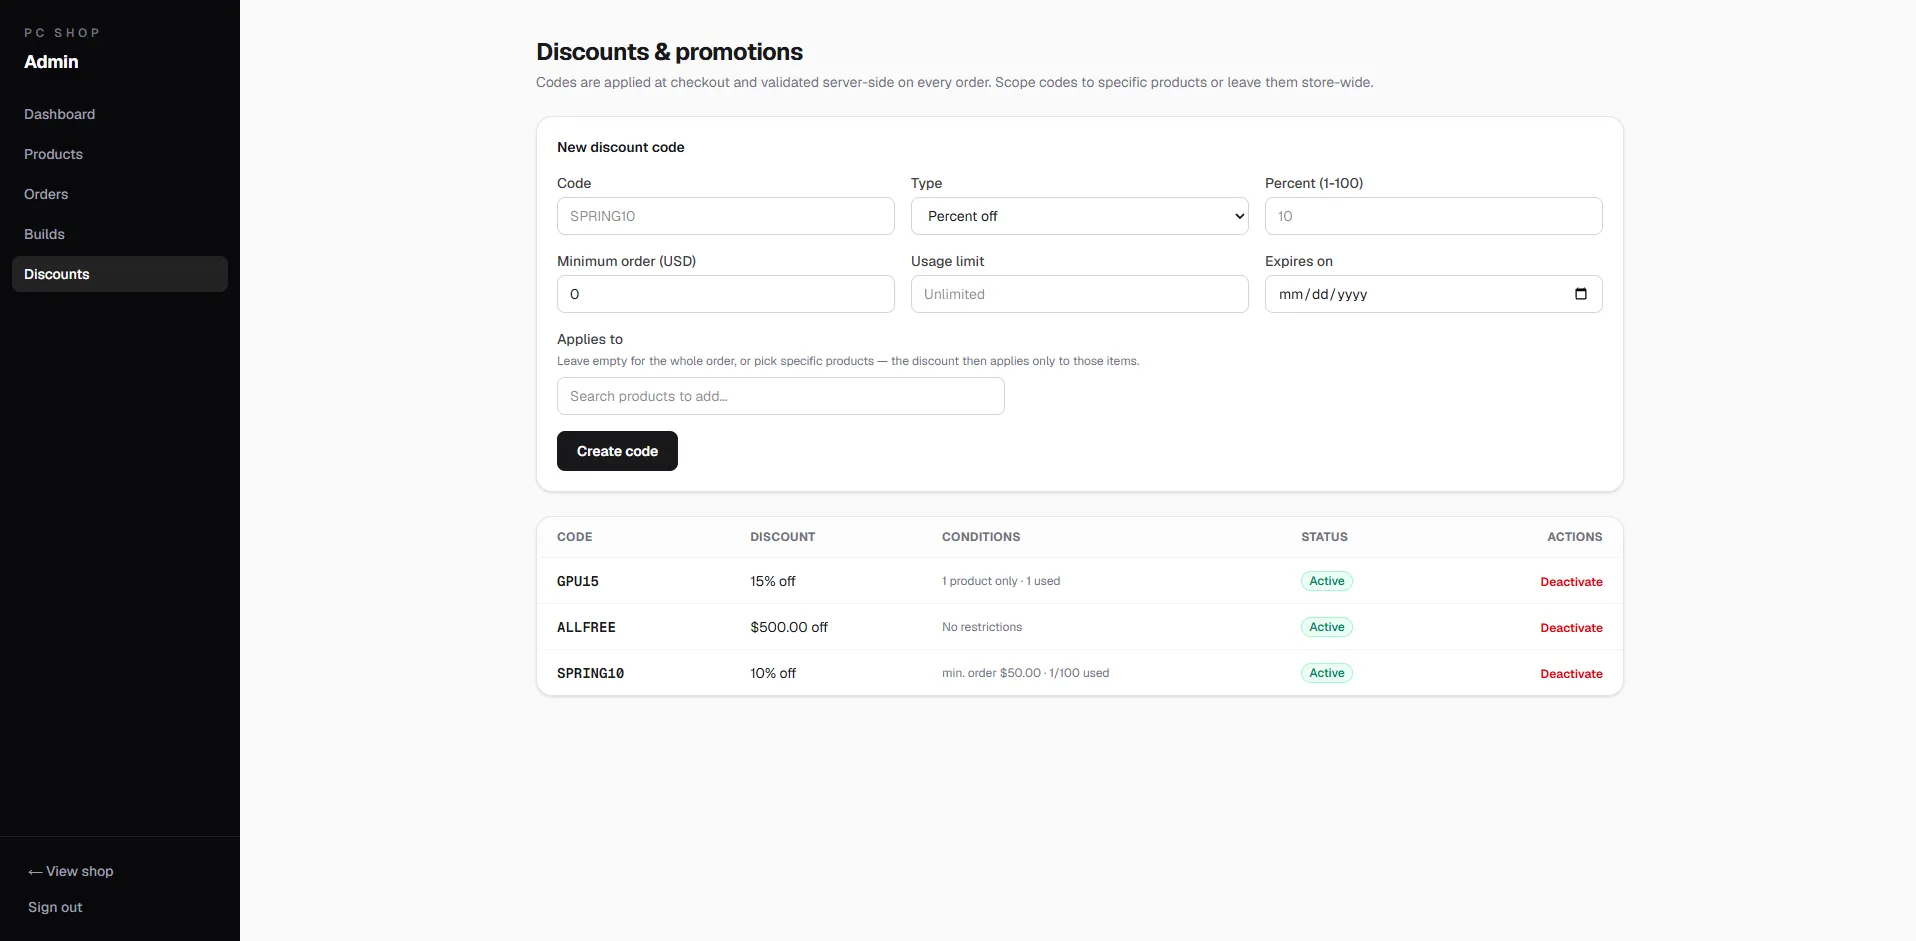 PC SHOP
Admin
Dashboard
Products
Orders
Builds
Discounts
← View shop
Sign out
Discounts & promotions
Codes are applied at checkout and validated server-side on every order. Scope codes to specific products or leave them store-wide.
New discount code
Code
SPRING10
Type
Percent off
Percent (1-100)
10
Minimum order (USD)
0
Usage limit
Unlimited
Expires on
mm/dd/yyyy
Applies to
Leave empty for the whole order, or pick specific products — the discount then applies only to those items.
Search products to add...
Create code
CODE DISCOUNT CONDITIONS STATUS ACTIONS
GPU15 15% off 1 product only · 1 used Active Deactivate
ALLFREE $500.00 off No restrictions Active Deactivate
SPRING10 10% off min. order $50.00 · 1/100 used Active Deactivate